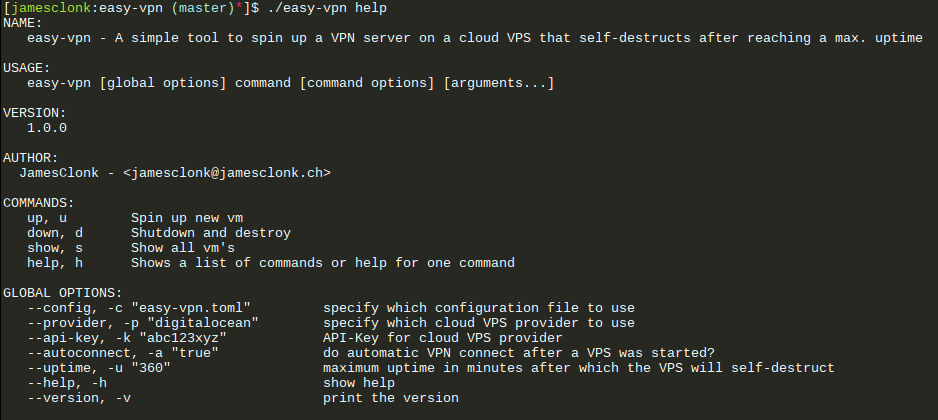 [jamesclonk:easy-vpn (master)*]$ ./easy-vpn help
NAME:
   easy-vpn - A simple tool to spin up a VPN server on a cloud VPS that self-destructs after reaching a max. uptime

USAGE:
   easy-vpn [global options] command [command options] [arguments...]

VERSION:
   1.0.0

AUTHOR:
  JamesClonk - <jamesclonk@jamesclonk.ch>

COMMANDS:
   up, u        Spin up new vm
   down, d      Shutdown and destroy
   show, s      Show all vm's
   help, h      Shows a list of commands or help for one command

GLOBAL OPTIONS:
   --config, -c "easy-vpn.toml"         specify which configuration file to use
   --provider, -p "digitalocean"        specify which cloud VPS provider to use
   --api-key, -k "abc123xyz"            API-Key for cloud VPS provider
   --autoconnect, -a "true"             do automatic VPN connect after a VPS was started?
   --uptime, -u "360"                   maximum uptime in minutes after which the VPS will self-destruct
   --help, -h                           show help
   --version, -v                        print the version